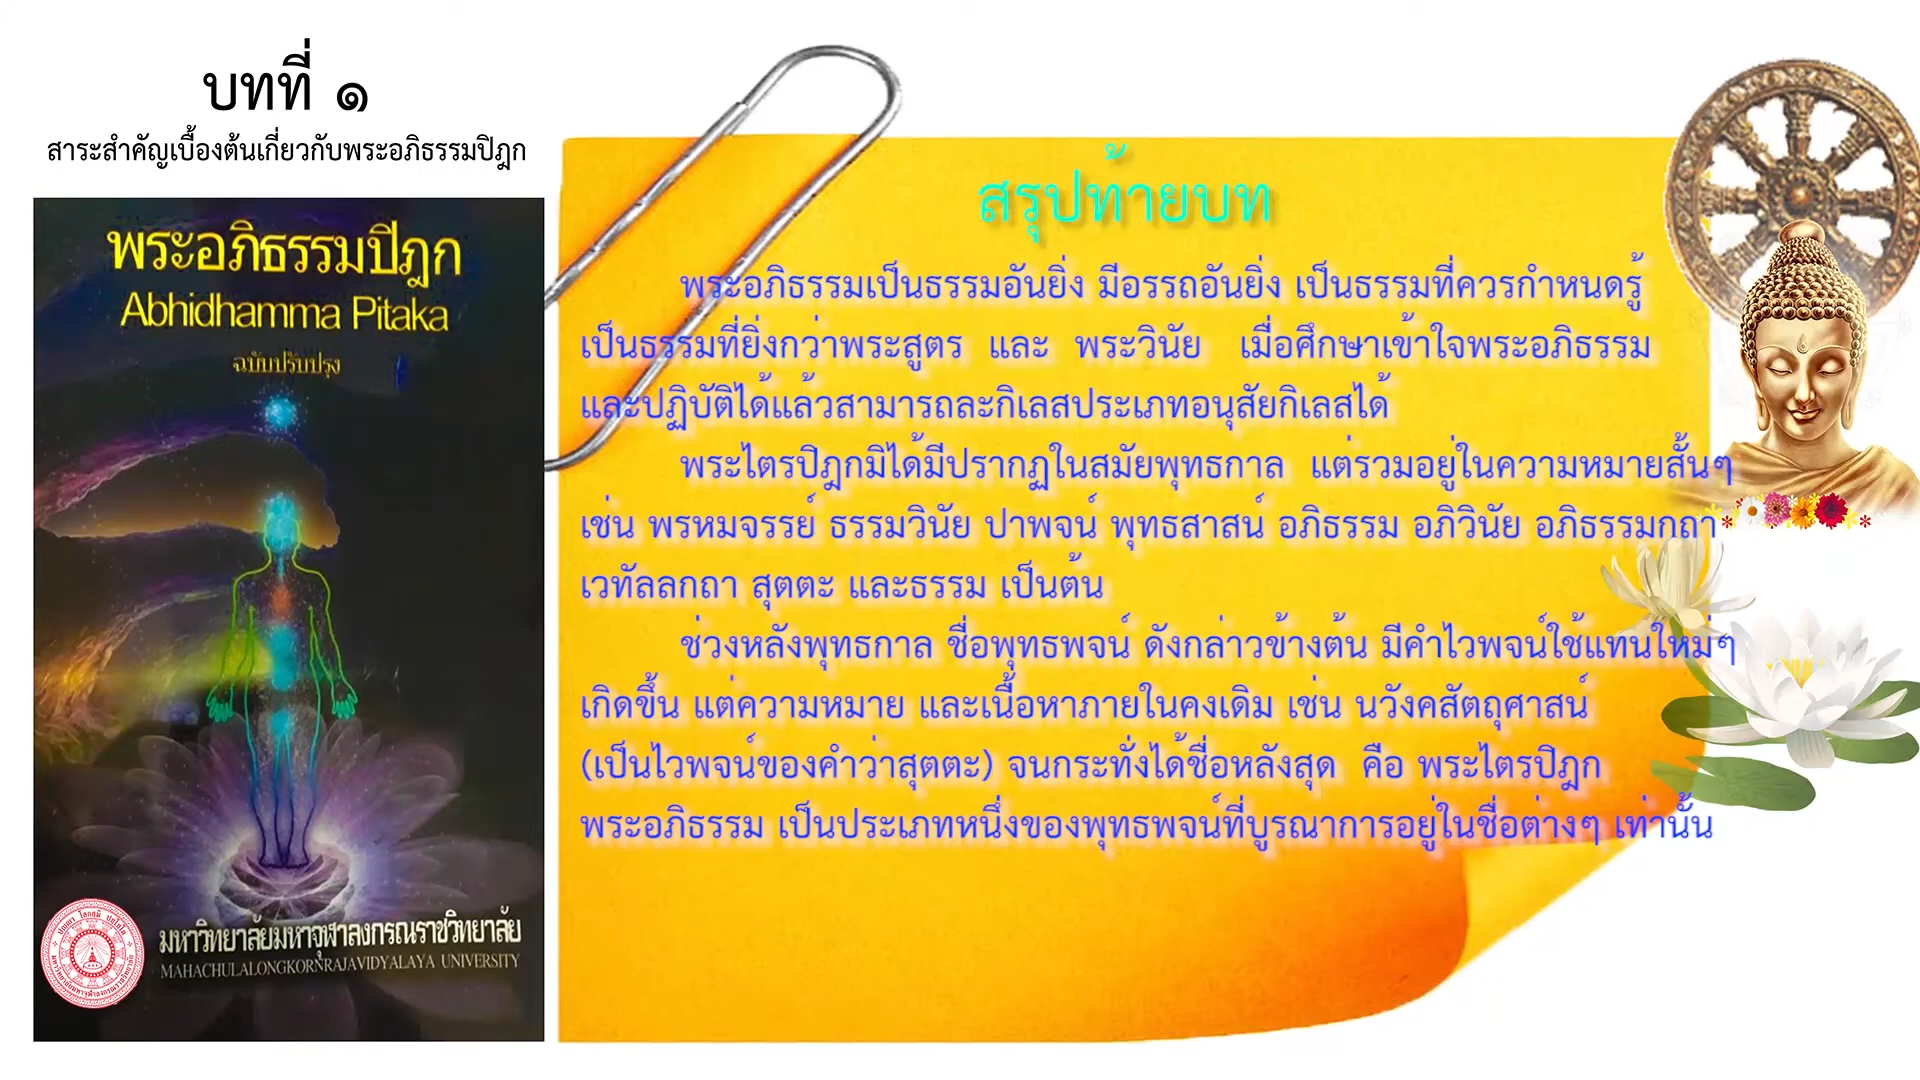 บทที่ ๑
สาระสำคัญเบื้องต้นเกี่ยวกับพระอภิธรรมปิฎก
พระอภิธรรมปิฎก
Abhidhamma Pitaka
ฉบับปรับปรุง
มหาวิทยาลัยมหาจุฬาลงกรณราชวิทยาลัย
MAHACHULALONGKORNRAJAVIDYALAYA UNIVERSITY
สรุปท้ายบท
พระอภิธรรมเป็นธรรมอันยิ่ง มีอรรถอันยิ่ง เป็นธรรมที่ควรกำหนดรู้
เป็นธรรมที่ยิ่งกว่าพระสูตร และ พระวินัย เมื่อศึกษาเข้าใจพระอภิธรรม
และปฏิบัติได้แล้วสามารถละกิเลสประเภทอนุสัยกิเลสได้
พระไตรปิฎกมิได้มีปรากฏในสมัยพุทธกาล แต่รวมอยู่ในความหมายสั้นๆ
เช่น พรหมจรรย์ ธรรมวินัย ปาพจน์ พุทธสาสน์ อภิธรรม อภิวินัย อภิธรรมกถา
เวทัลลกถา สุตตะ และธรรม เป็นต้น
ช่วงหลังพุทธกาล ชื่อพุทธพจน์ ดังกล่าวข้างต้น มีคำไวพจน์ใช้แทนใหม่ๆ
เกิดขึ้น แต่ความหมาย และเนื้อหาภายในคงเดิม เช่น นวังคสัตถุศาสน์
(เป็นไวพจน์ของคำว่าสุตตะ) จนกระทั่งได้ชื่อหลังสุด คือ พระไตรปิฎก
พระอภิธรรม เป็นประเภทหนึ่งของพุทธพจน์ที่บูรณาการอยู่ในชื่อต่างๆ เท่านั้น